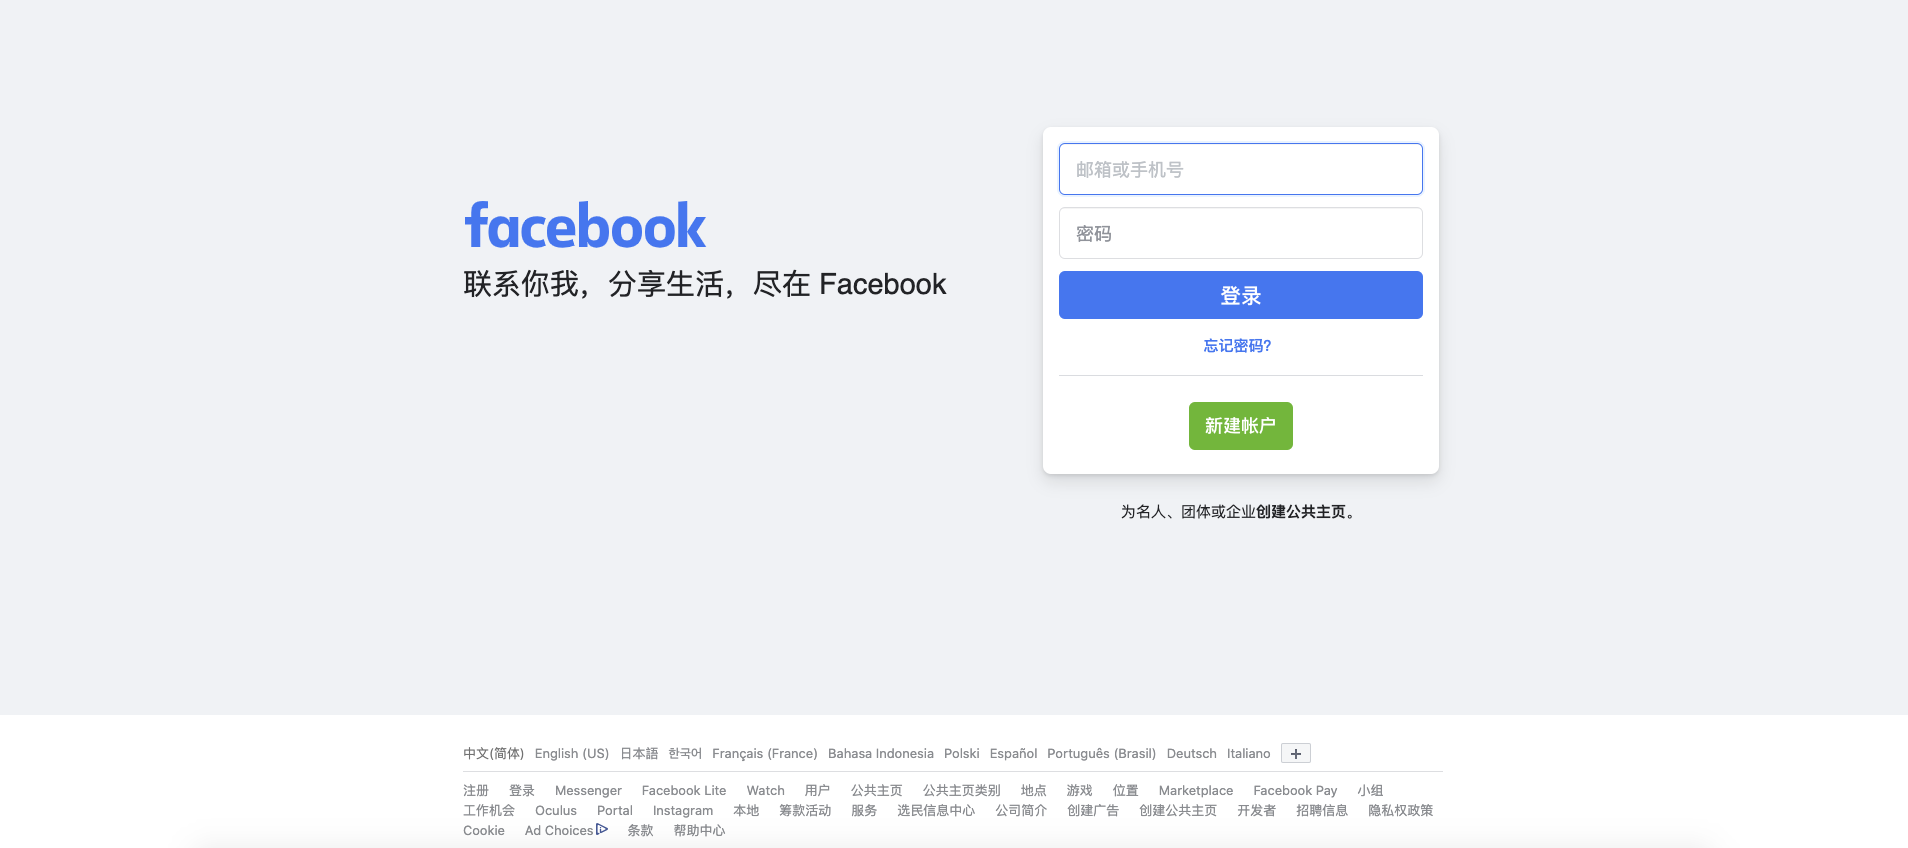 facebook
联系你我，分享生活，尽在 Facebook
邮箱或手机号
密码
登录
忘记密码?
新建帐户
为名人、团体或企业创建公共主页。
中文(简体) English (US) 日本語 한국어 Français (France) Bahasa Indonesia Polski Español Português (Brasil) Deutsch Italiano +
注册 登录 Messenger Facebook Lite Watch 用户 公共主页 公共主页类别 地点 游戏 位置 Marketplace Facebook Pay 小组
工作机会 Oculus Portal Instagram 本地 筹款活动 服务 选民信息中心 公司简介 创建广告 创建公共主页 开发者 招聘信息 隐私权政策
Cookie Ad Choices 条款 帮助中心